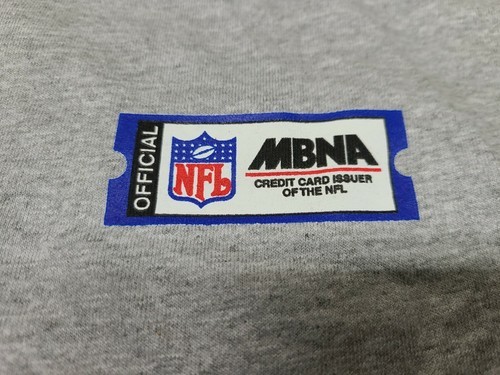 OFFICIAL
NFL
MBNA
CREDIT CARD ISSUER
OF THE NFL